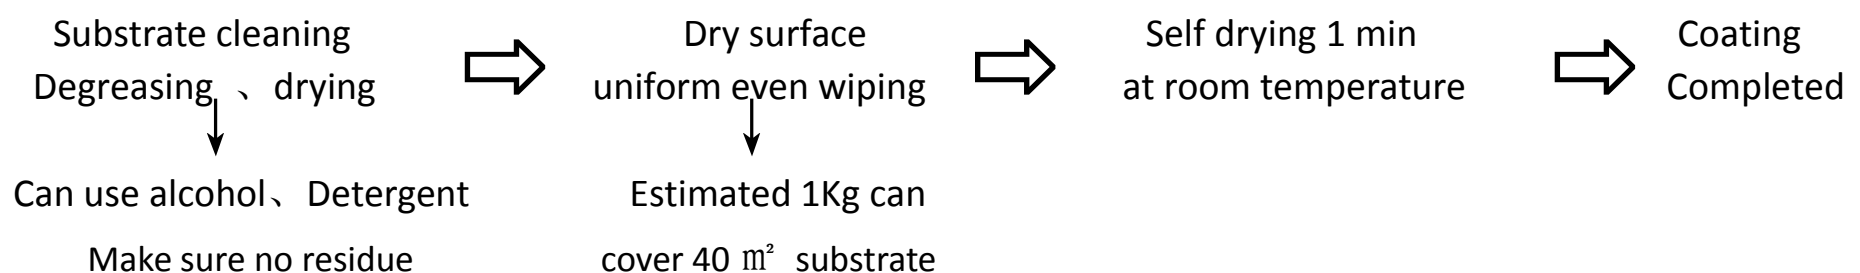 Substrate cleaning
Degreasing 、drying
Can use alcohol、Detergent
Make sure no residue
Dry surface
uniform even wiping
Estimated 1Kg can
cover 40 ㎡ substrate
Self drying 1 min
at room temperature
Coating
Completed